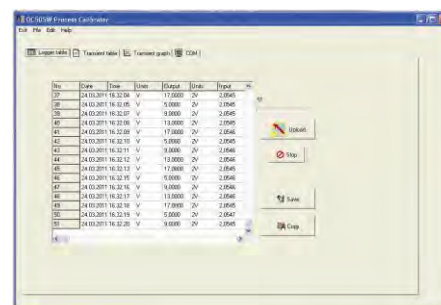 OC505W Process Calibrator
Exit File Edit Help
Logger table Transient table Transient graph COM
No Date Time Units Output Units Input
37 24.03.2011 16.32.04 V 17,0000 2V 2,0545
38 24.03.2011 16.32.05 V 5,0000 2V 2,0545
39 24.03.2011 16.32.07 V 9,0000 2V 2,0545
40 24.03.2011 16.32.08 V 13,0000 2V 2,0546
41 24.03.2011 16.32.09 V 17,0000 2V 2,0546
42 24.03.2011 16.32.10 V 5,0000 2V 2,0545
43 24.03.2011 16.32.11 V 9,0000 2V 2,0546
44 24.03.2011 16.32.12 V 13,0000 2V 2,0546
45 24.03.2011 16.32.13 V 17,0000 2V 2,0545
46 24.03.2011 16.32.15 V 5,0000 2V 2,0546
47 24.03.2011 16.32.16 V 9,0000 2V 2,0546
48 24.03.2011 16.32.17 V 13,0000 2V 2,0546
49 24.03.2011 16.32.18 V 17,0000 2V 2,0545
50 24.03.2011 16.32.19 V 5,0000 2V 2,0547
51 24.03.2011 16.32.20 V 9,0000 2V 2,0545
Upload
Stop
Save
Copy